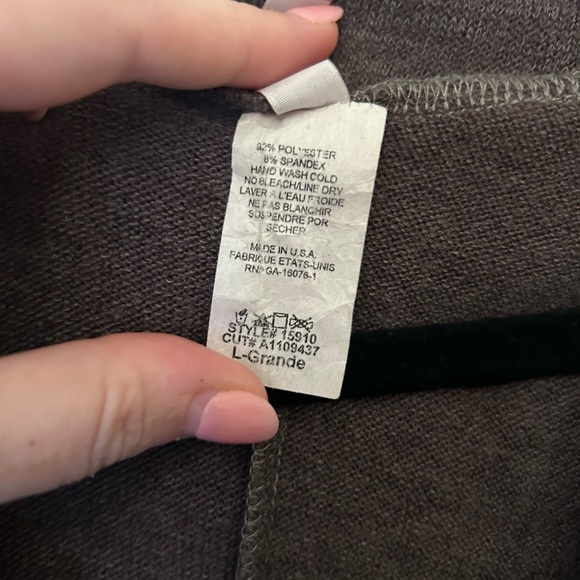 92% POLYESTER
8% SPANDEX
HAND WASH COLD
NO BLEACH/LINE DRY
LAVER A L'EAU FROIDE
NE PAS BLANCHIR
SUSPENDRE POR
SECHER
MADE IN U.S.A.
FABRIQUE ETATS-UNIS
RN# GA-16076-1
STYLE# 15910
CUT# A1109437
L-Grande